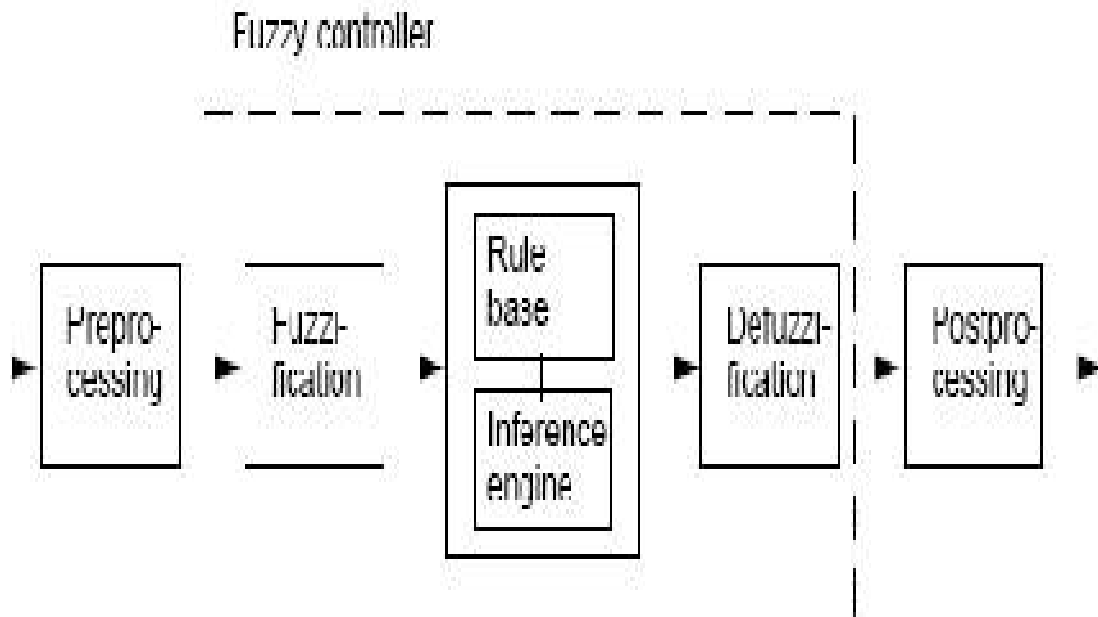 Fuzzy controller
Prepro-
cessing
Fuzzi-
fication
Rule
base
Inference
engine
Defuzzi-
fication
Postpro-
cessing